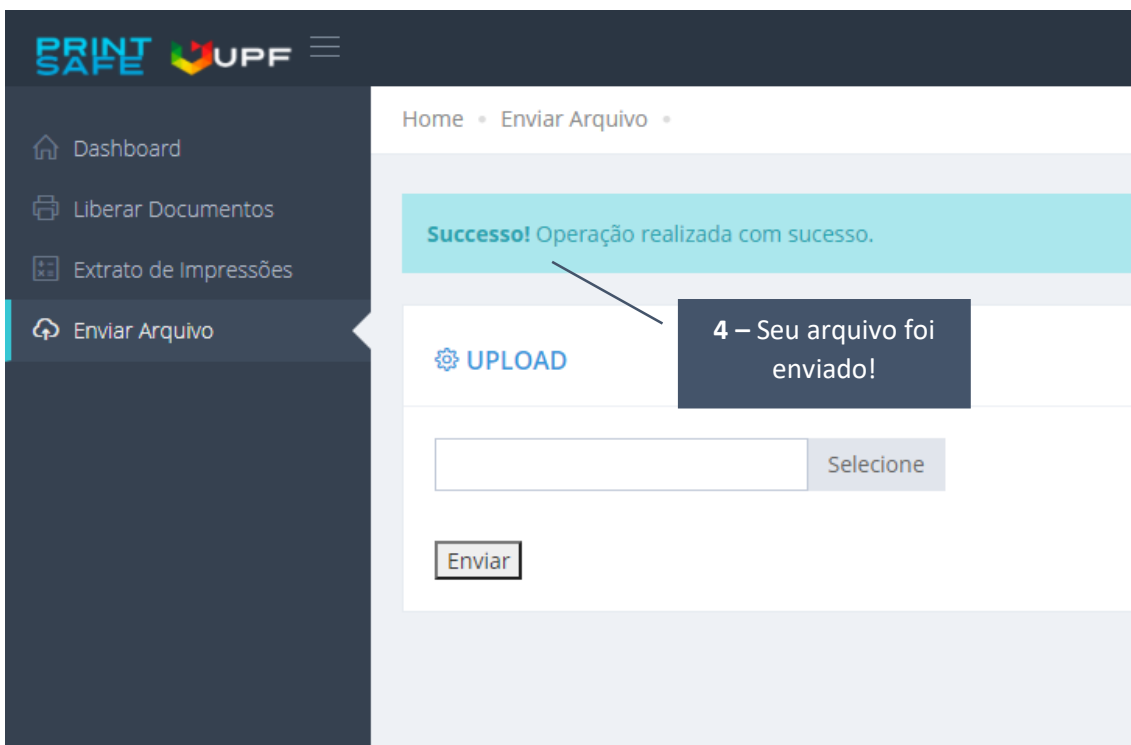 PRINT
SAFE
UPF
Home • Enviar Arquivo •
Dashboard
Liberar Documentos
Extrato de Impressões
Enviar Arquivo
Successo! Operação realizada com sucesso.
4 – Seu arquivo foi
enviado!
UPLOAD
Selecione
Enviar